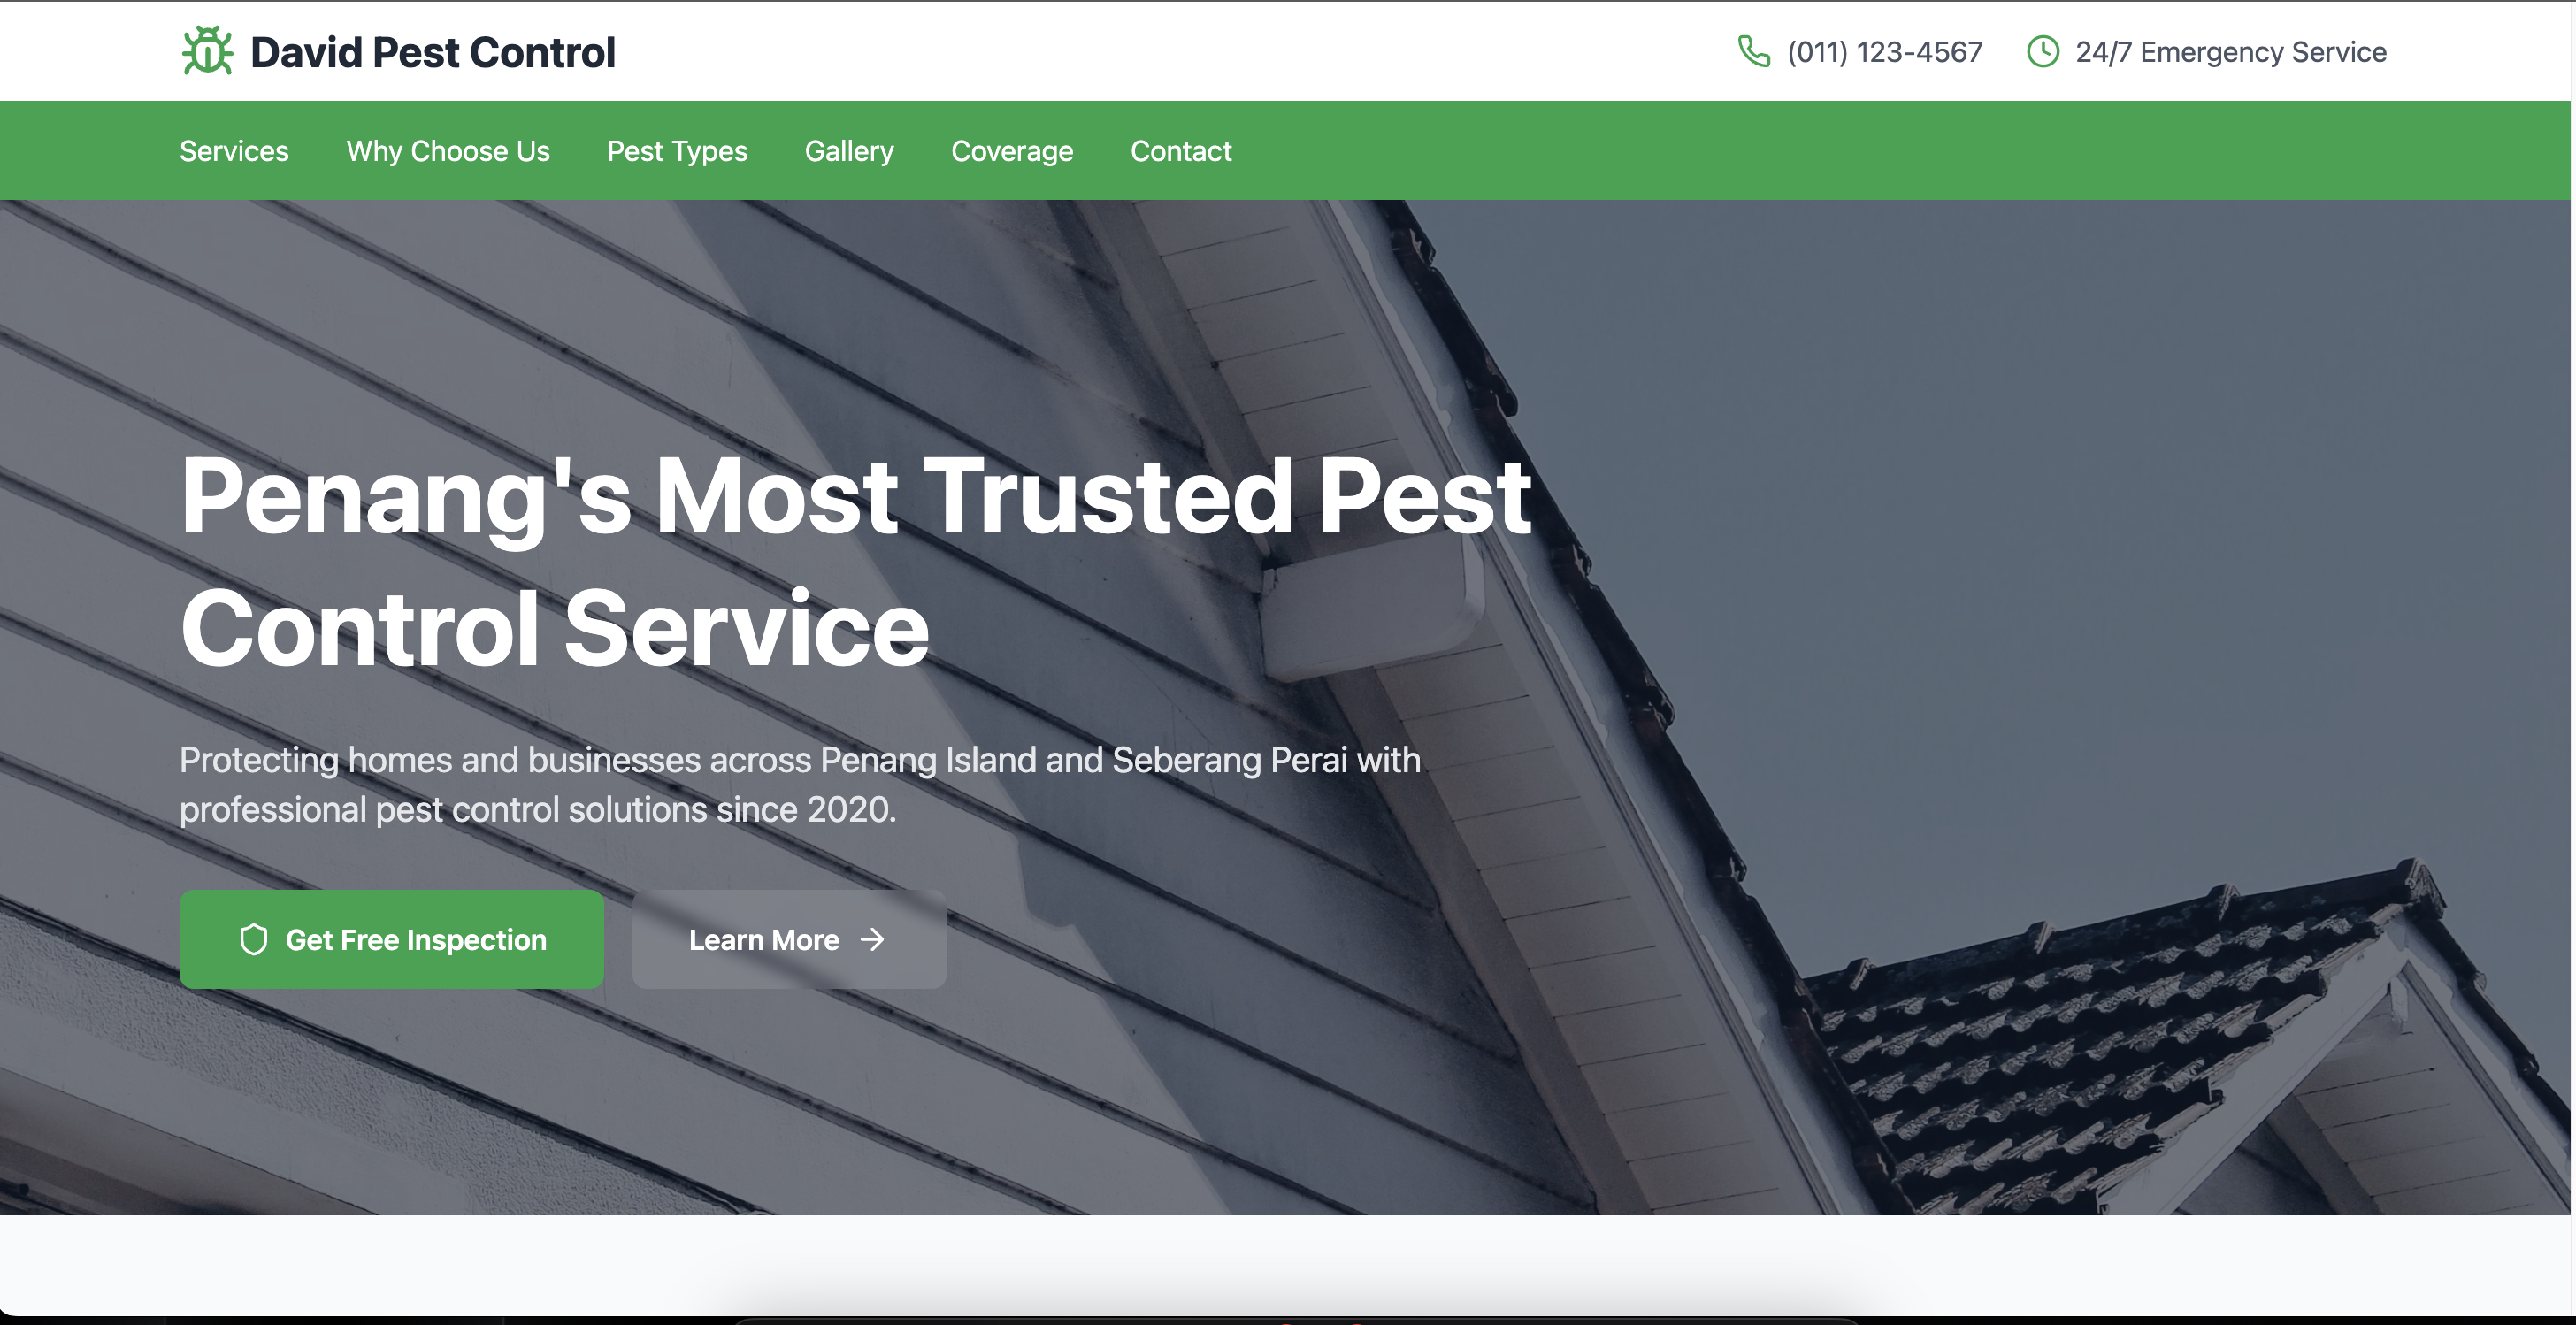 David Pest Control
(011) 123-4567
24/7 Emergency Service
Services
Why Choose Us
Pest Types
Gallery
Coverage
Contact
Penang's Most Trusted Pest
Control Service
Protecting homes and businesses across Penang Island and Seberang Perai with
professional pest control solutions since 2020.
Get Free Inspection
Learn More →